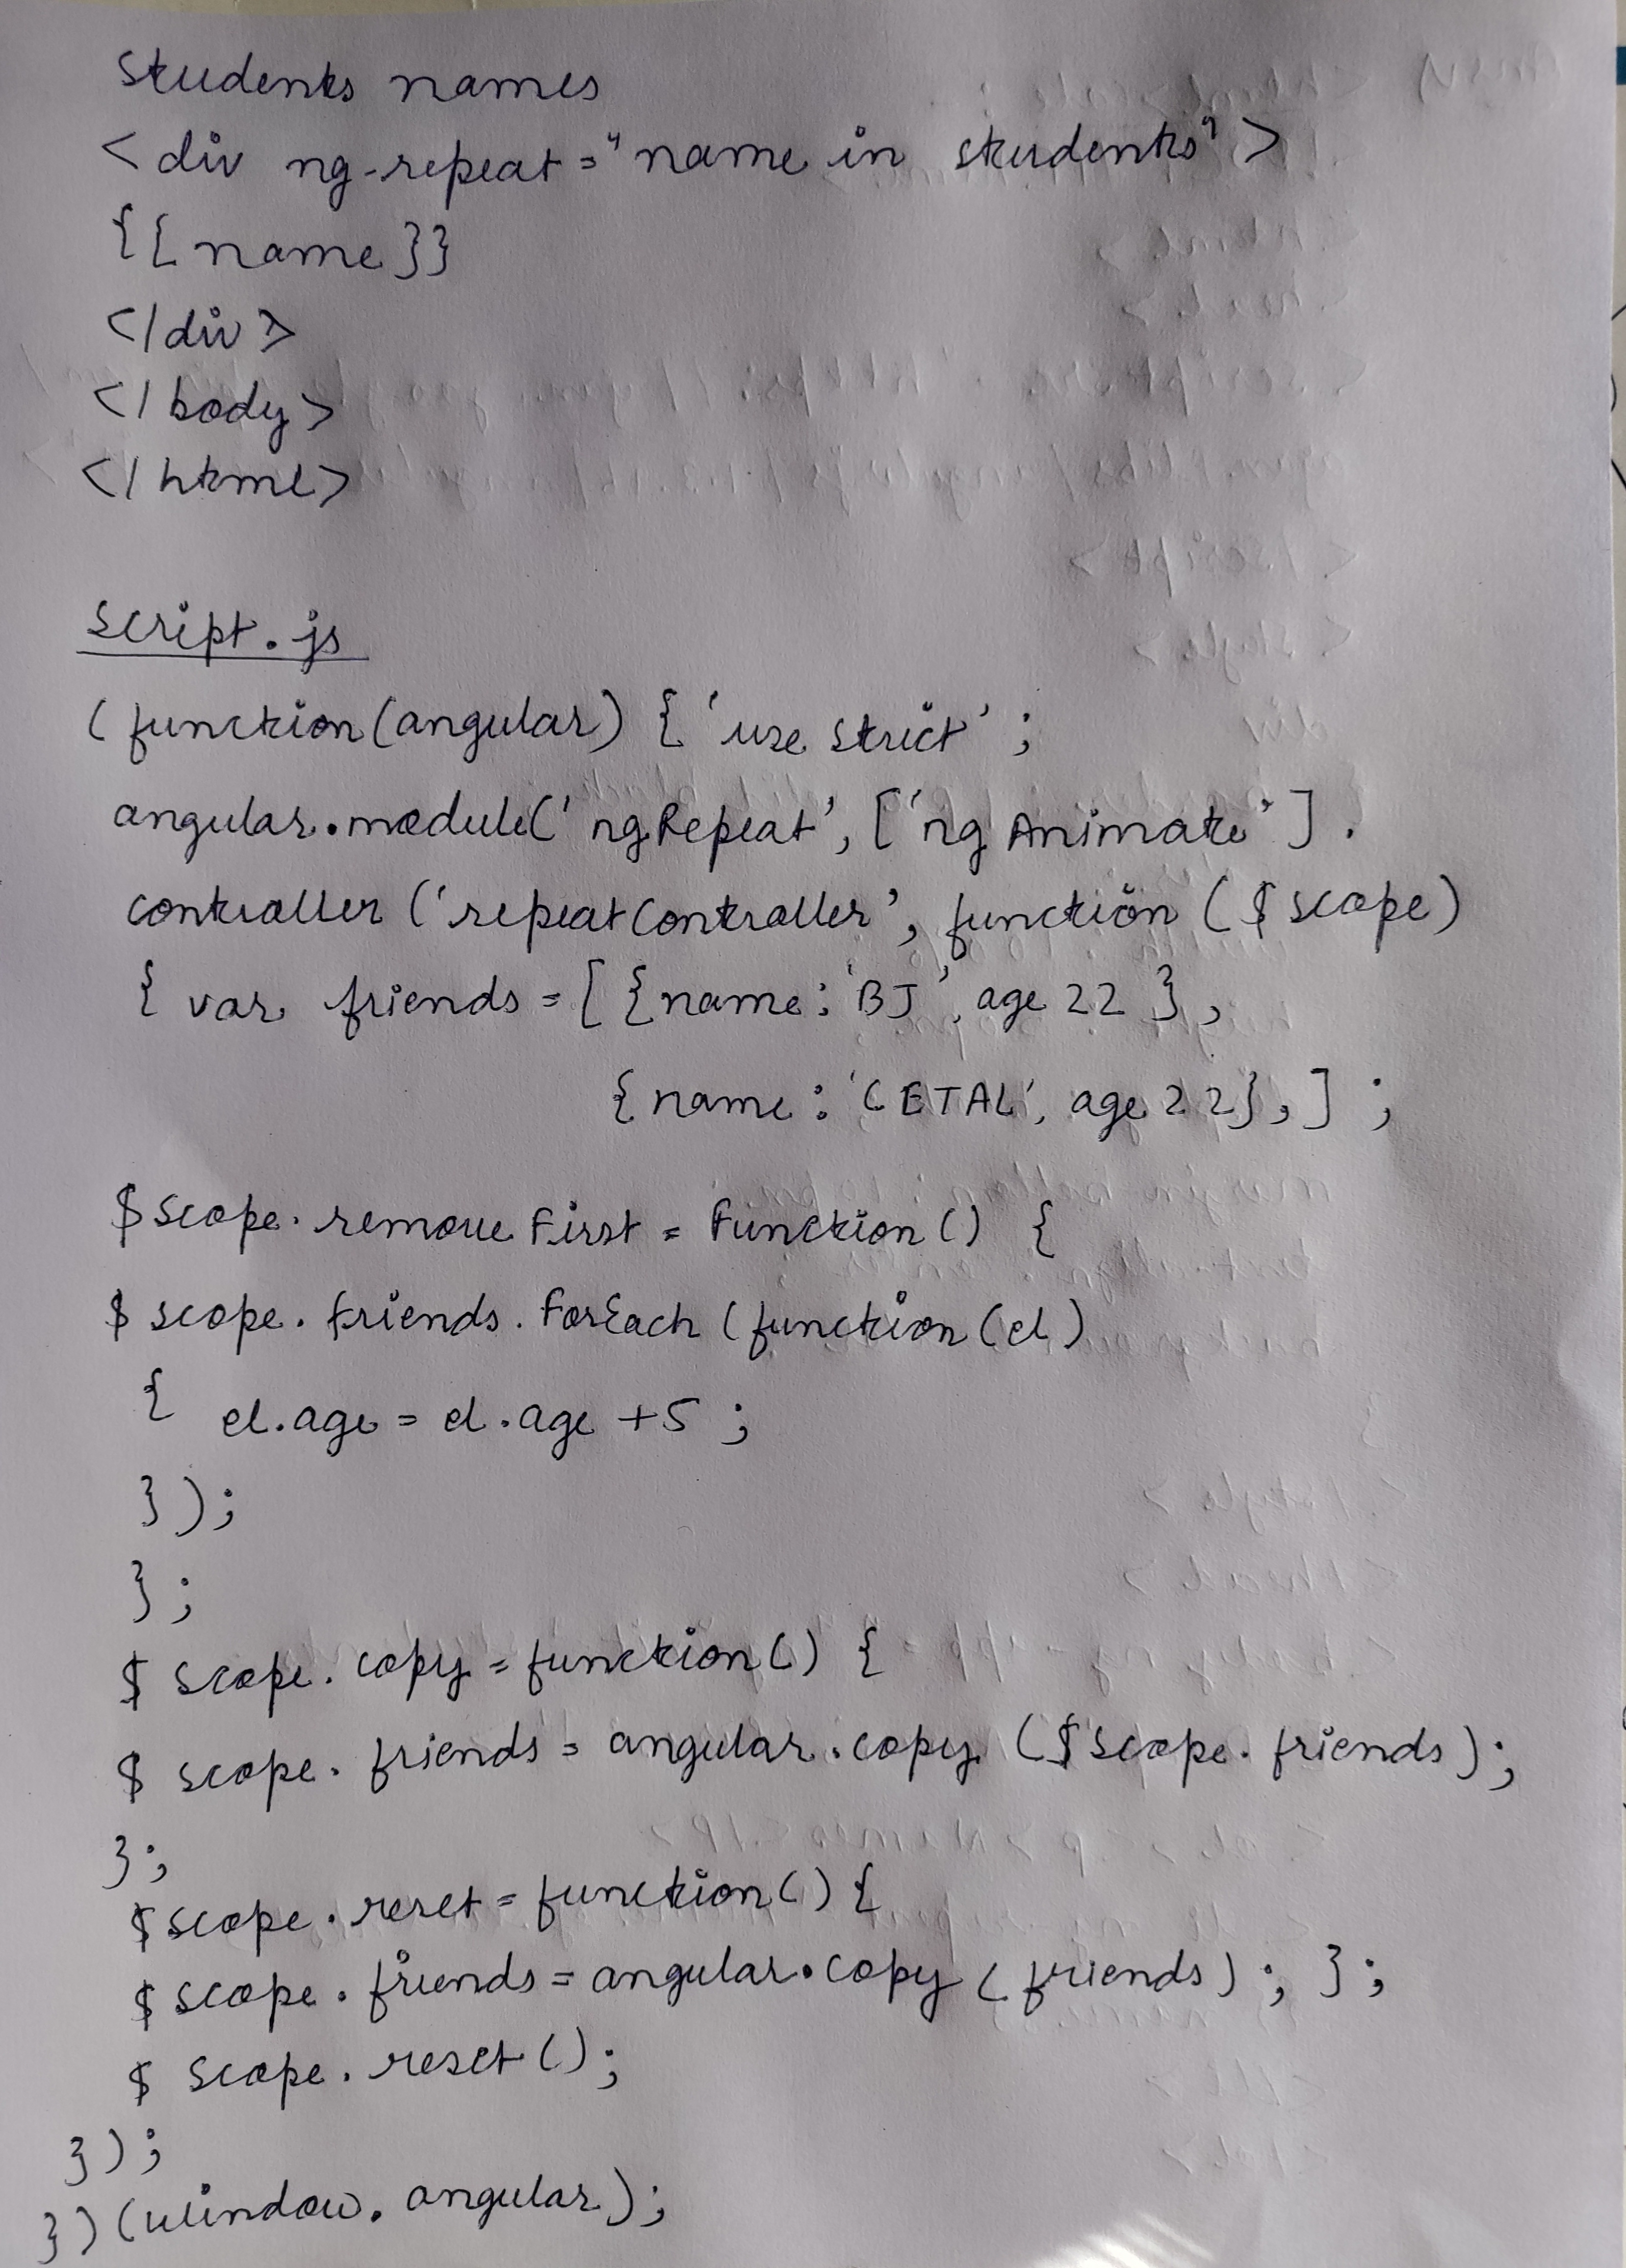 Students names
<div ng-repeat="name in students">
{{name}}
</div>
</body>
</html>
script.js
(function(angular) { 'use strict' ;
angular.module('ngRepeat', ['ngAnimate'] .
controller ('repeatController', function ($scope)
{ var friends = [ {name: 'BJ', age 22 },
{name: 'CETAL', age 22},] ;
$scope.removeFirst = Function() {
$scope.friends.ForEach (function(el)
{ el.age = el.age +5 ;
});
};
$scope.copy = function() {
$scope.friends = angular.copy ($scope.friends);
};
$scope.reset = function() {
$scope.friends = angular.copy (friends) ; } ;
$scope.reset();
});
})(window.angular);